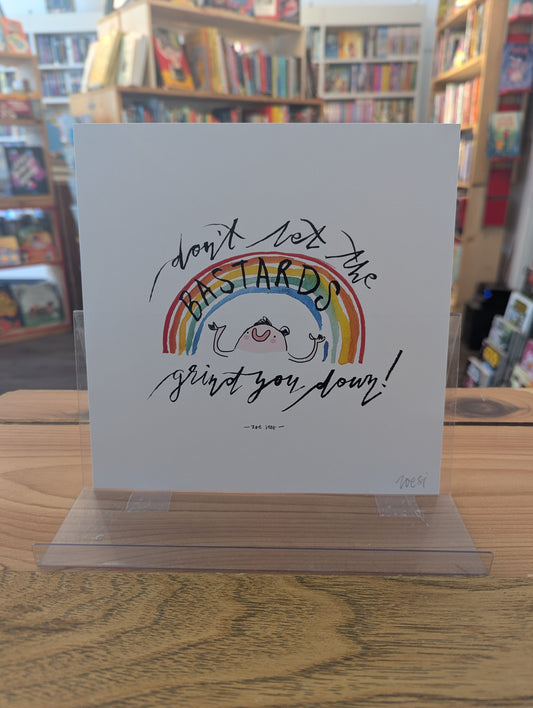 don't let the
BASTARDS
grind you down!